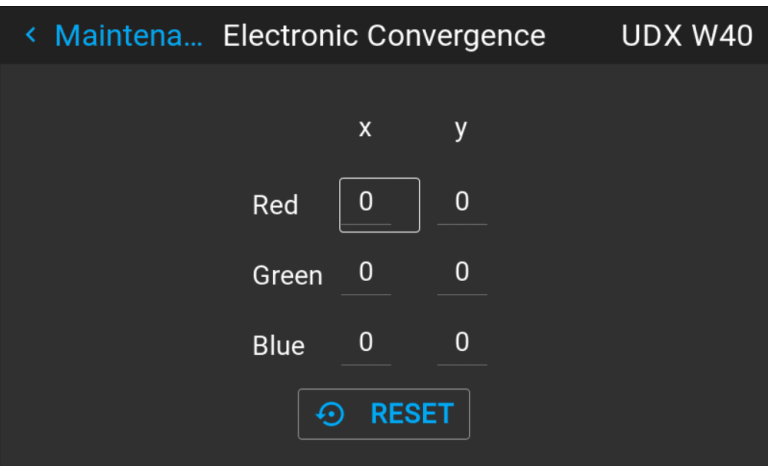 < Maintena... Electronic Convergence UDX W40
x y
Red 0 0
Green 0 0
Blue 0 0
RESET